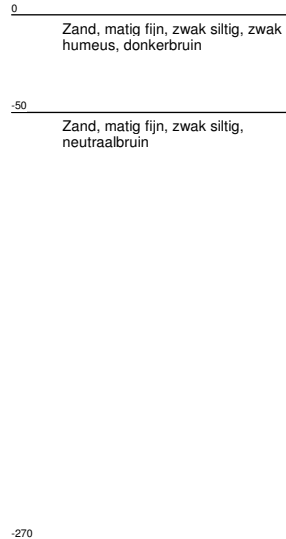 0
Zand, matig fijn, zwak siltig, zwak
humeus, donkerbruin
-50
Zand, matig fijn, zwak siltig,
neutraalbruin
-270